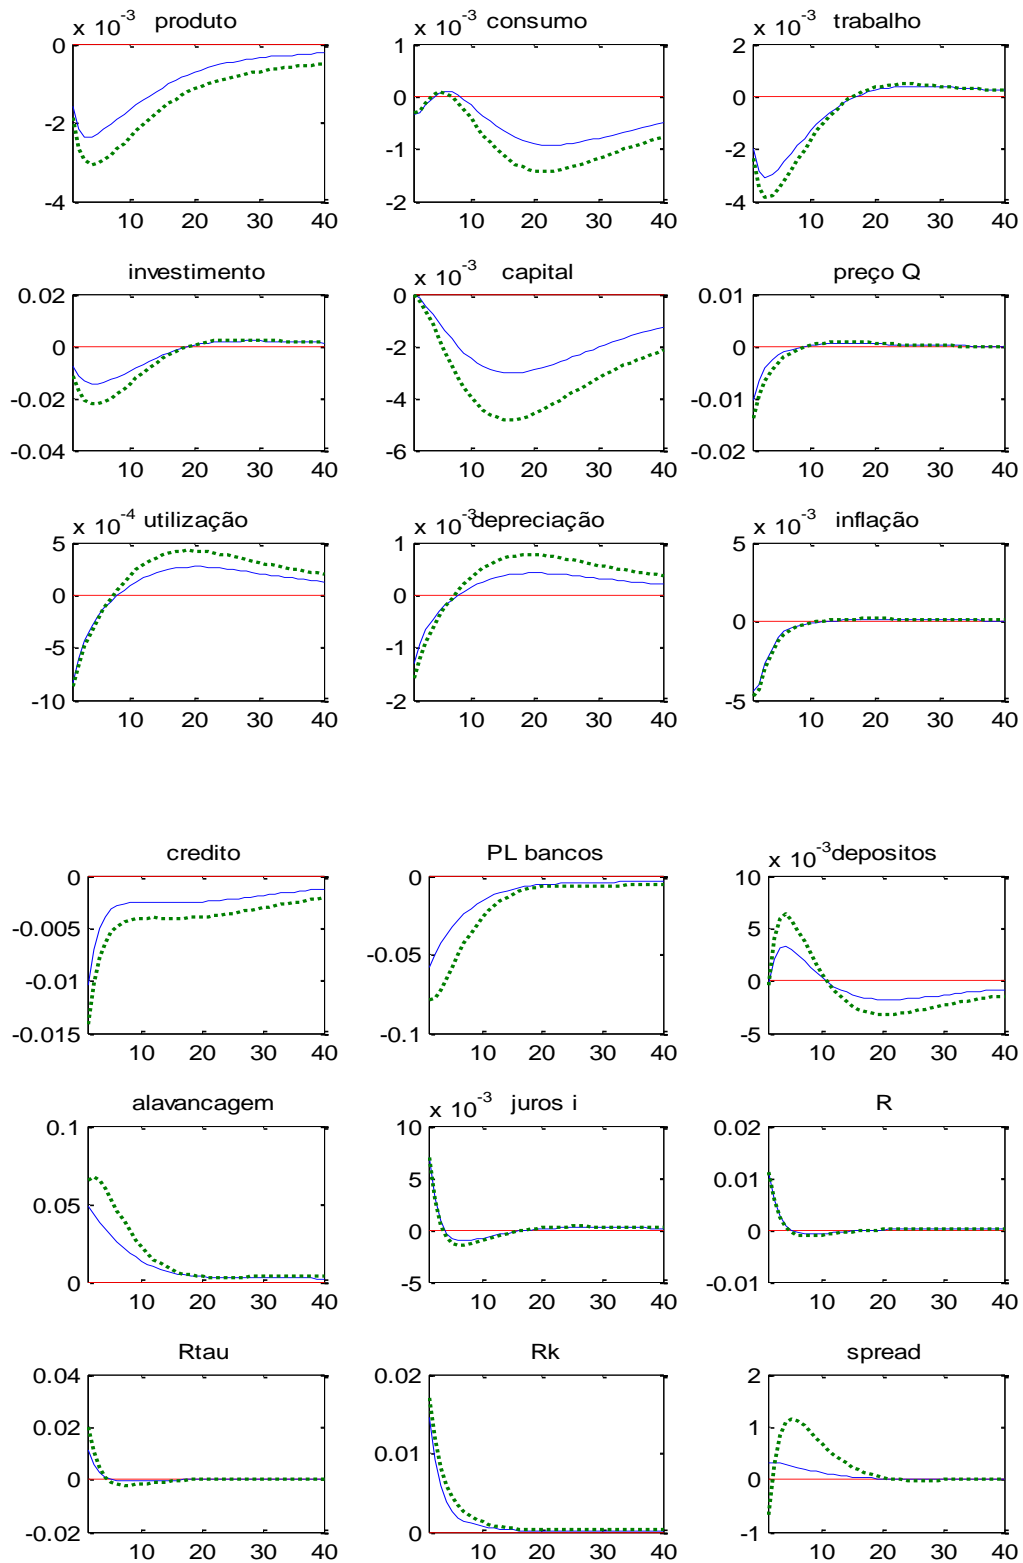 x 10^-3 produto
x 10^-3 consumo
x 10^-3 trabalho
0
-2
-4
10 20 30 40
1
0
-1
-2
10 20 30 40
2
0
-2
-4
10 20 30 40
investimento
x 10^-3 capital
preço Q
0.02
0
-0.02
-0.04
10 20 30 40
0
-2
-4
-6
10 20 30 40
0.01
0
-0.01
-0.02
10 20 30 40
x 10^-4 utilização
x 10^-3 depreciação
x 10^-3 inflação
5
0
-5
-10
10 20 30 40
1
0
-1
-2
10 20 30 40
5
0
-5
10 20 30 40
credito
PL bancos
x 10^-3 depositos
0
-0.005
-0.01
-0.015
10 20 30 40
0
-0.05
-0.1
10 20 30 40
10
5
0
-5
10 20 30 40
alavancagem
x 10^-3 juros i
R
0.1
0.05
0
10 20 30 40
10
5
0
-5
10 20 30 40
0.02
0.01
0
-0.01
10 20 30 40
Rtau
Rk
spread
0.04
0.02
0
-0.02
10 20 30 40
0.02
0.01
0
10 20 30 40
2
1
0
-1
10 20 30 40